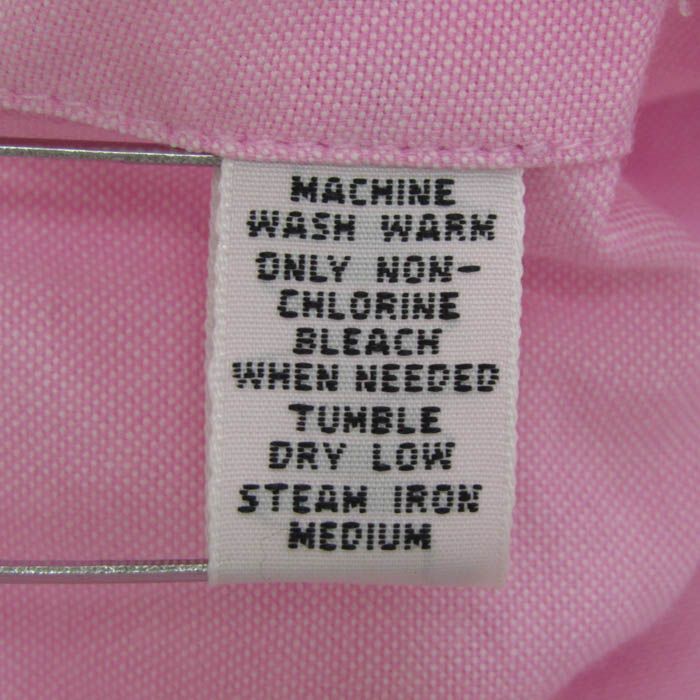 MACHINE
WASH WARM
ONLY NON-
CHLORINE
BLEACH
WHEN NEEDED
TUMBLE
DRY LOW
STEAM IRON
MEDIUM